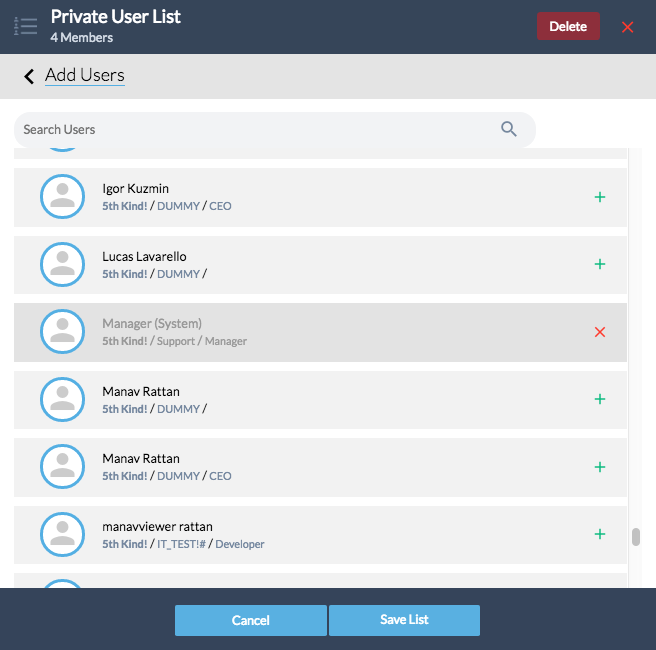 Private User List
4 Members
Delete
Add Users
Search Users
Igor Kuzmin
5th Kind! / DUMMY / CEO
Lucas Lavarello
5th Kind! / DUMMY /
Manager (System)
5th Kind! / Support / Manager
Manav Rattan
5th Kind! / DUMMY /
Manav Rattan
5th Kind! / DUMMY / CEO
manavviewer rattan
5th Kind! / IT_TEST!# / Developer
Cancel
Save List